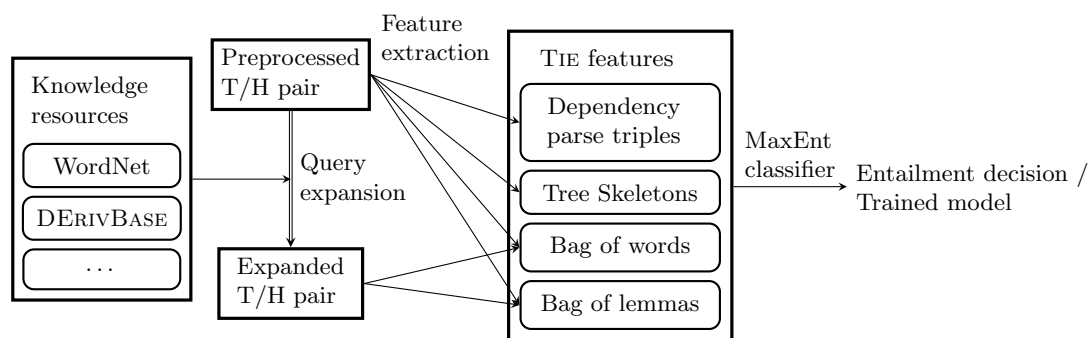 Knowledge
resources
WordNet
DERIVBASE
...
Preprocessed
T/H pair
Query
expansion
Expanded
T/H pair
Feature
extraction
TIE features
Dependency
parse triples
Tree Skeletons
Bag of words
Bag of lemmas
MaxEnt
classifier
Entailment decision /
Trained model